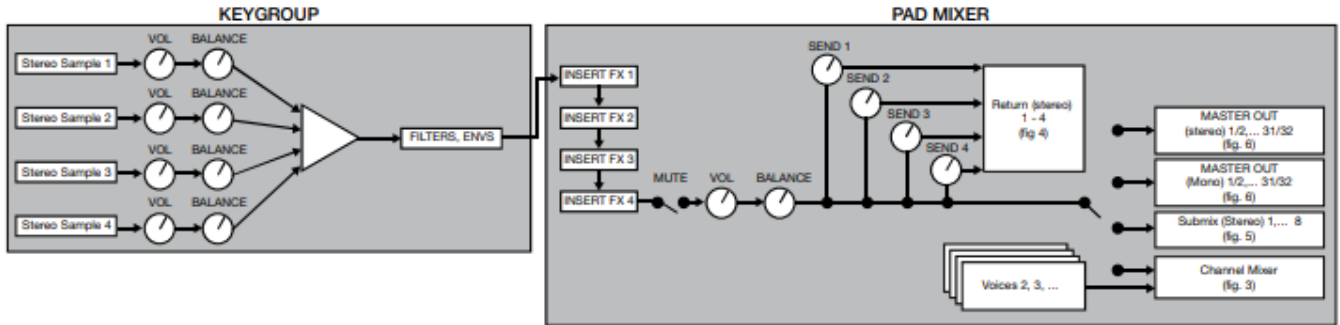 KEYGROUP
VOL BALANCE
Stereo Sample 1
VOL BALANCE
Stereo Sample 2
VOL BALANCE
Stereo Sample 3
VOL BALANCE
Stereo Sample 4
FILTERS, ENVS
PAD MIXER
INSERT FX 1
INSERT FX 2
INSERT FX 3
INSERT FX 4
MUTE VOL BALANCE
SEND 1
SEND 2
SEND 3
SEND 4
Return (stereo)
1 - 4
(fig 4)
MASTER OUT
(stereo) 1/2,... 31/32
(fig. 6)
MASTER OUT
(Mono) 1/2,... 31/32
(fig. 6)
Submix (Stereo) 1,... 8
(fig. 5)
Channel Mixer
(fig. 3)
Voices 2, 3, ...